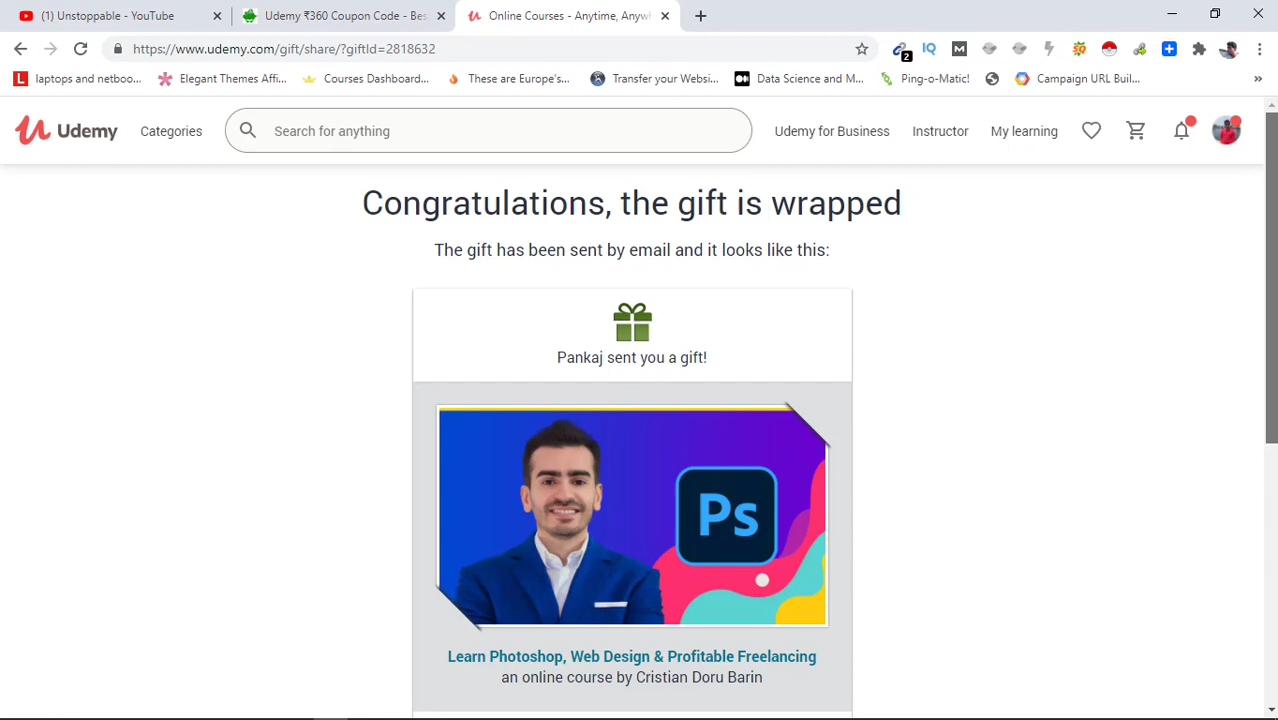 (1) Unstoppable - YouTube
Udemy ₹360 Coupon Code - Bes
Online Courses - Anytime, Anyw
https://www.udemy.com/gift/share/?giftId=2818632
2
laptops and netboo...
Elegant Themes Affi...
Courses Dashboard...
These are Europe's...
Transfer your Websi...
Data Science and M...
Ping-o-Matic!
Campaign URL Buil...
Udemy
Categories
Search for anything
Udemy for Business
Instructor
My learning
Congratulations, the gift is wrapped
The gift has been sent by email and it looks like this:
Pankaj sent you a gift!
Ps
Learn Photoshop, Web Design & Profitable Freelancing
an online course by Cristian Doru Barin